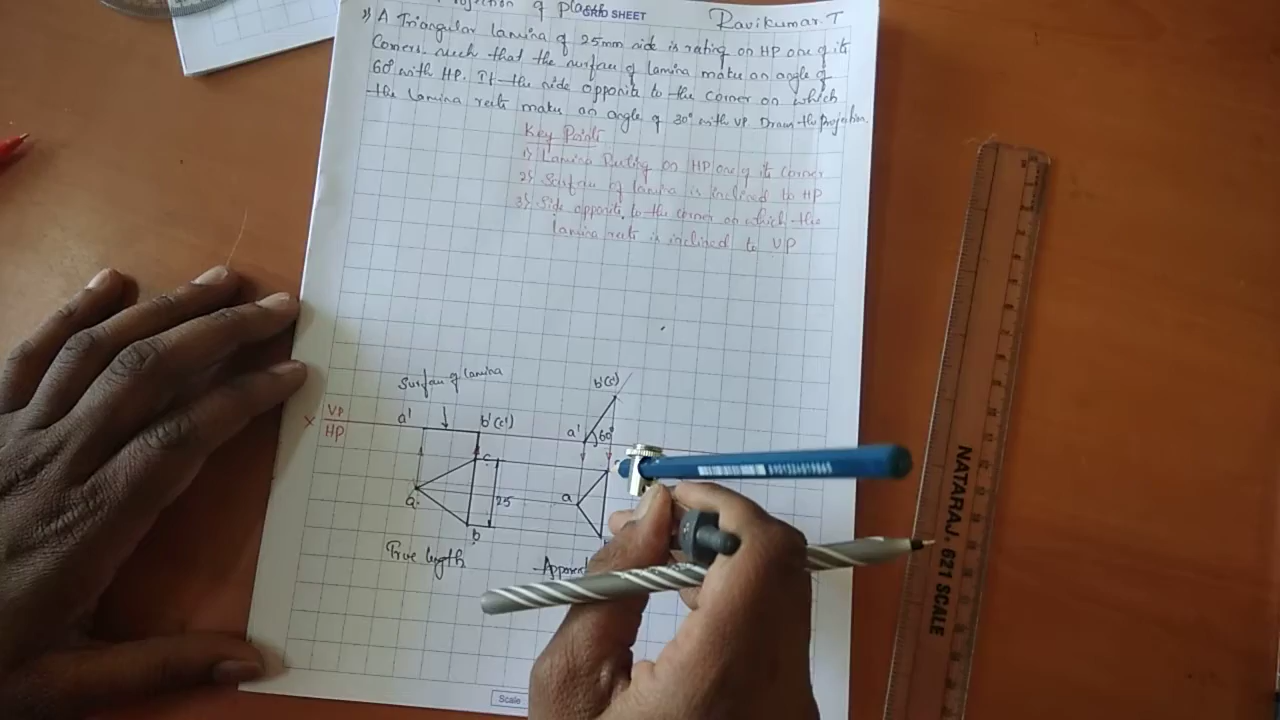 of
GRID SHEET
Ravikumar.T
1) A Triangular lamina of 25mm side is resting on HP one of its
Corners. such that the surface of lamina makes an angle of
60° with HP. If the side opposite to the corner on which
the lamina rests makes an angle of 30° with VP Draw the projection.
Key Points
1) Lamina Resting on HP one of its corner
2) Surface of lamina is inclined to HP
3) Side opposite to the corner on which the
lamina rests is inclined to VP
Surface of lamina
b'(c')
X VP
HP
a'
b'(c')
a'
60°
c
a
b
25
a
True length
Apparent
Scale
NATARAJ. 621 SCALE